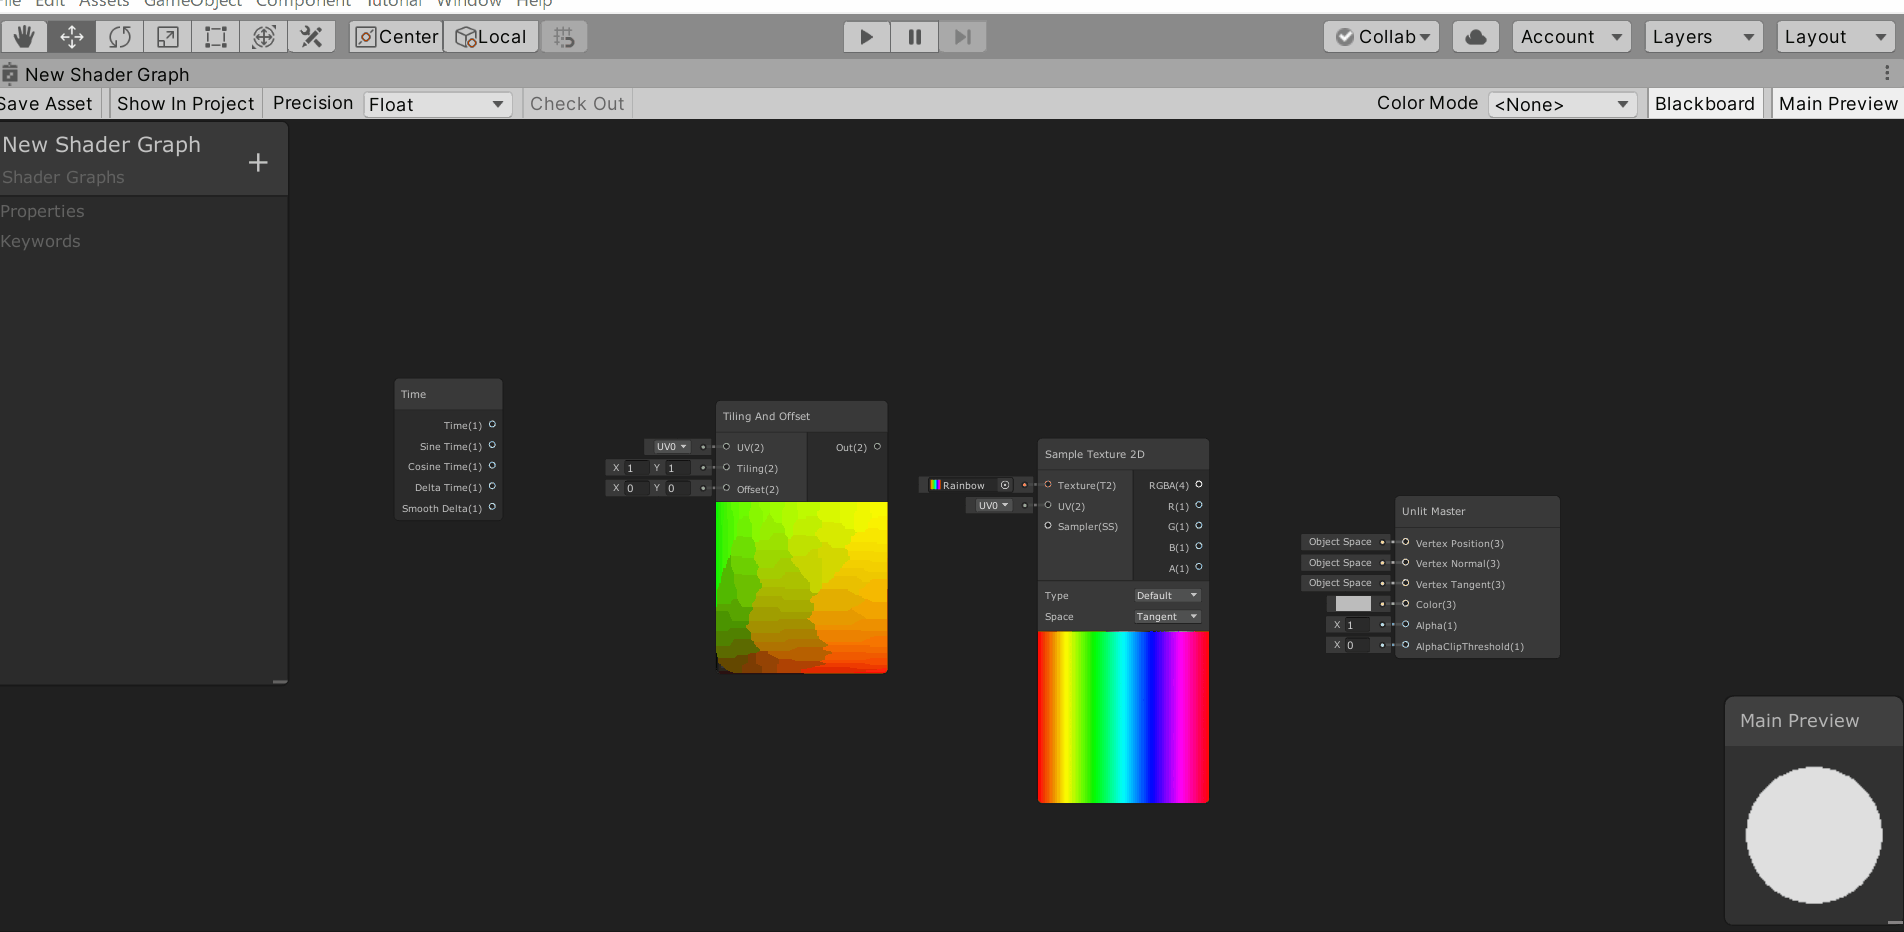 File Edit Assets GameObject Component Tutorial Window Help
Center Local Collab Account Layers Layout
New Shader Graph
Save Asset Show In Project Precision Float Check Out Color Mode <None> Blackboard Main Preview
New Shader Graph
Shader Graphs
Properties
Keywords
Time
Time(1)
Sine Time(1)
Cosine Time(1)
Delta Time(1)
Smooth Delta(1)
Tiling And Offset
UV0 UV(2) Out(2)
X 1 Y 1 Tiling(2)
X 0 Y 0 Offset(2)
Sample Texture 2D
Rainbow Texture(T2) RGBA(4)
UV0 UV(2) R(1)
Sampler(SS) G(1)
B(1)
A(1)
Type Default
Space Tangent
Unlit Master
Object Space Vertex Position(3)
Object Space Vertex Normal(3)
Object Space Vertex Tangent(3)
Color(3)
X 1 Alpha(1)
X 0 AlphaClipThreshold(1)
Main Preview